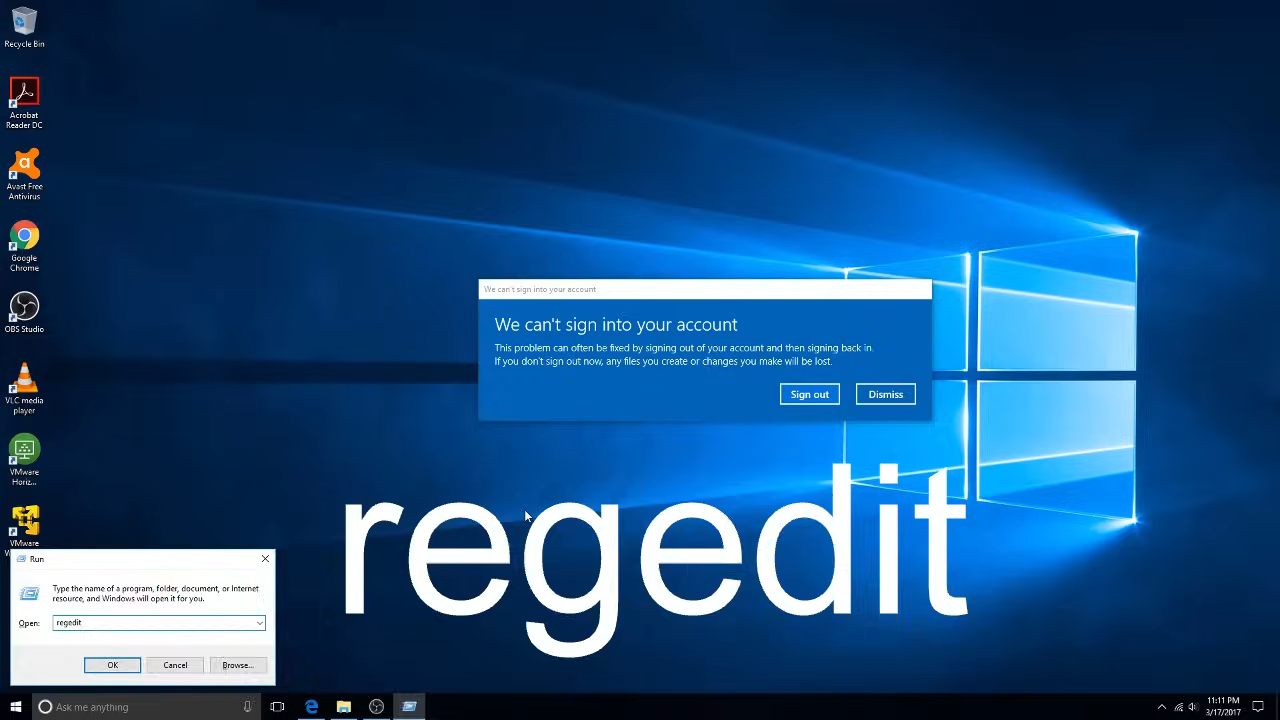 Recycle Bin
Acrobat
Reader DC
Avast Free
Antivirus
Google
Chrome
OBS Studio
VLC media
player
VMware
Horiz...
VMware
We can't sign into your account
We can't sign into your account
This problem can often be fixed by signing out of your account and then signing back in.
If you don't sign out now, any files you create or changes you make will be lost.
Sign out
Dismiss
regedit
Run
Type the name of a program, folder, document, or Internet
resource, and Windows will open it for you.
Open:
regedit
OK
Cancel
Browse...
Ask me anything
11:11 PM
3/17/2017